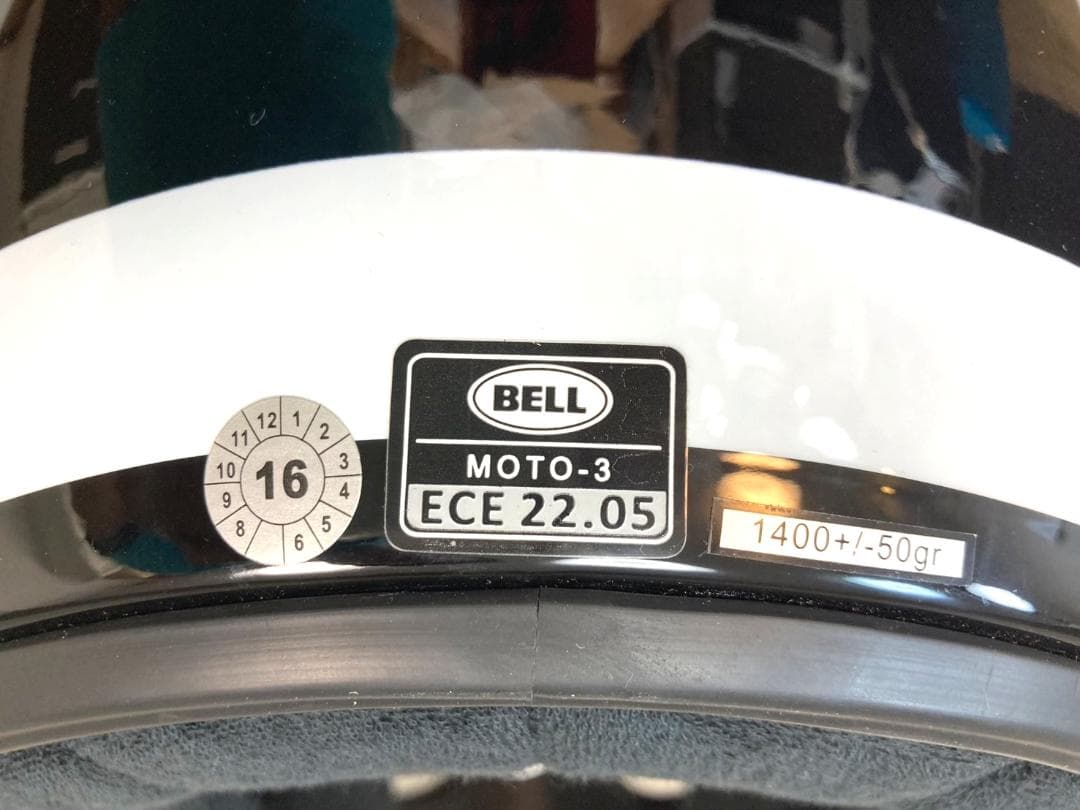 12 1 2 3 4 5 6 8 9 10 11
16
BELL
MOTO-3
ECE 22.05
1400+/-50gr